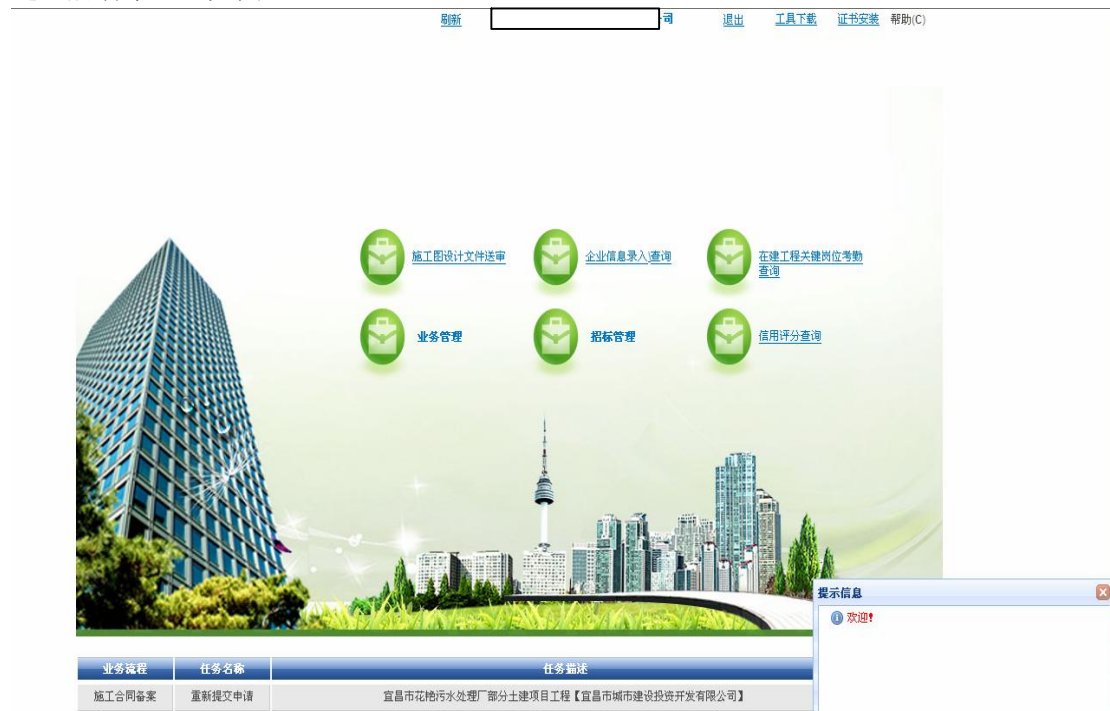 刷新 司 退出 工具下载 证书安装 帮助(C)
施工图设计文件送审 企业信息录入|查询 在建工程关键岗位考勤
查询
业务管理 招标管理 信用评分查询
提示信息
欢迎!
业务流程 任务名称 任务描述
施工合同备案 重新提交申请 宜昌市花艳污水处理厂部分土建项目工程【宜昌市城市建设投资开发有限公司】